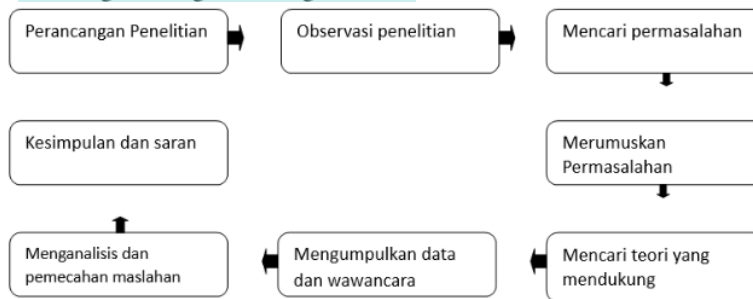 Perancangan Penelitian
Observasi penelitian
Mencari permasalahan
Merumuskan
Permasalahan
Mencari teori yang
mendukung
Mengumpulkan data
dan wawancara
Menganalisis dan
pemecahan maslahan
Kesimpulan dan saran